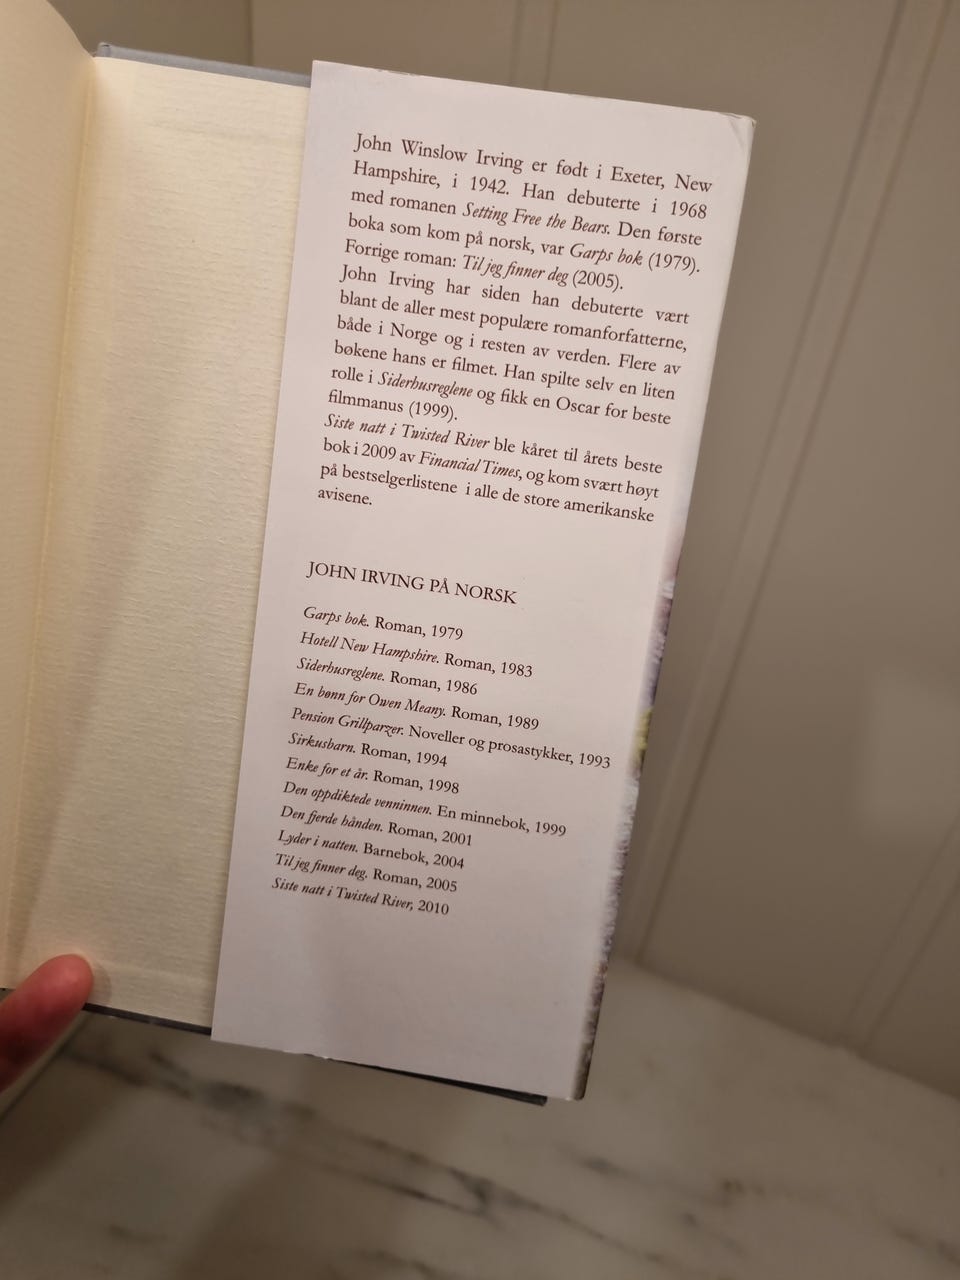 John Winslow Irving er født i Exeter, New
Hampshire, i 1942. Han debuterte i 1968
med romanen Setting Free the Bears. Den første
boka som kom på norsk, var Garps bok (1979).
Forrige roman: Til jeg finner deg (2005).
John Irving har siden han debuterte vært
blant de aller mest populære romanforfatterne,
både i Norge og i resten av verden. Flere av
bøkene hans er filmet. Han spilte selv en liten
rolle i Siderhusreglene og fikk en Oscar for beste
filmmanus (1999).
Siste natt i Twisted River ble kåret til årets beste
bok i 2009 av Financial Times, og kom svært høyt
på bestselgerlistene i alle de store amerikanske
avisene.
JOHN IRVING PÅ NORSK
Garps bok. Roman, 1979
Hotell New Hampshire. Roman, 1983
Siderhusreglene. Roman, 1986
En bønn for Owen Meany. Roman, 1989
Pension Grillparzer. Noveller og prosastykker, 1993
Sirkusbarn. Roman, 1994
Enke for et år. Roman, 1998
Den oppdiktede venninnen. En minnebok, 1999
Den fjerde hånden. Roman, 2001
Lyder i natten. Barnebok, 2004
Til jeg finner deg. Roman, 2005
Siste natt i Twisted River, 2010